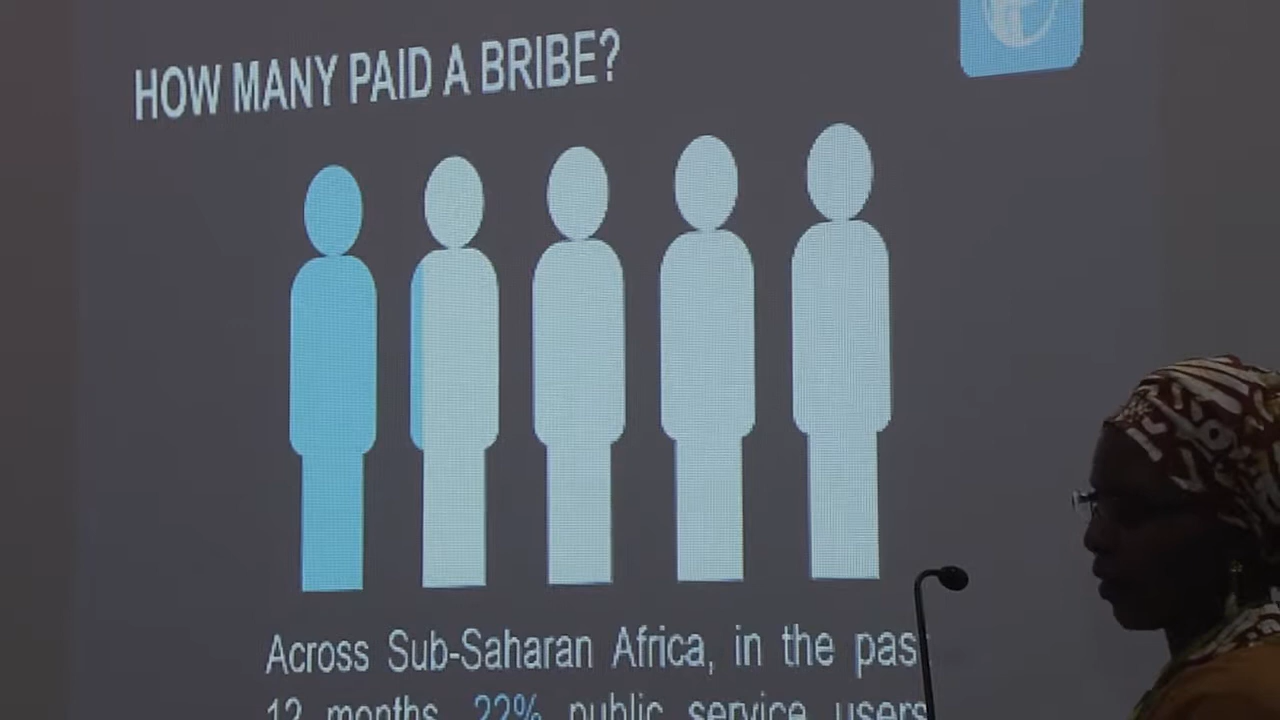 HOW MANY PAID A BRIBE?
Across Sub-Saharan Africa, in the pas
12 months, 22% public service users